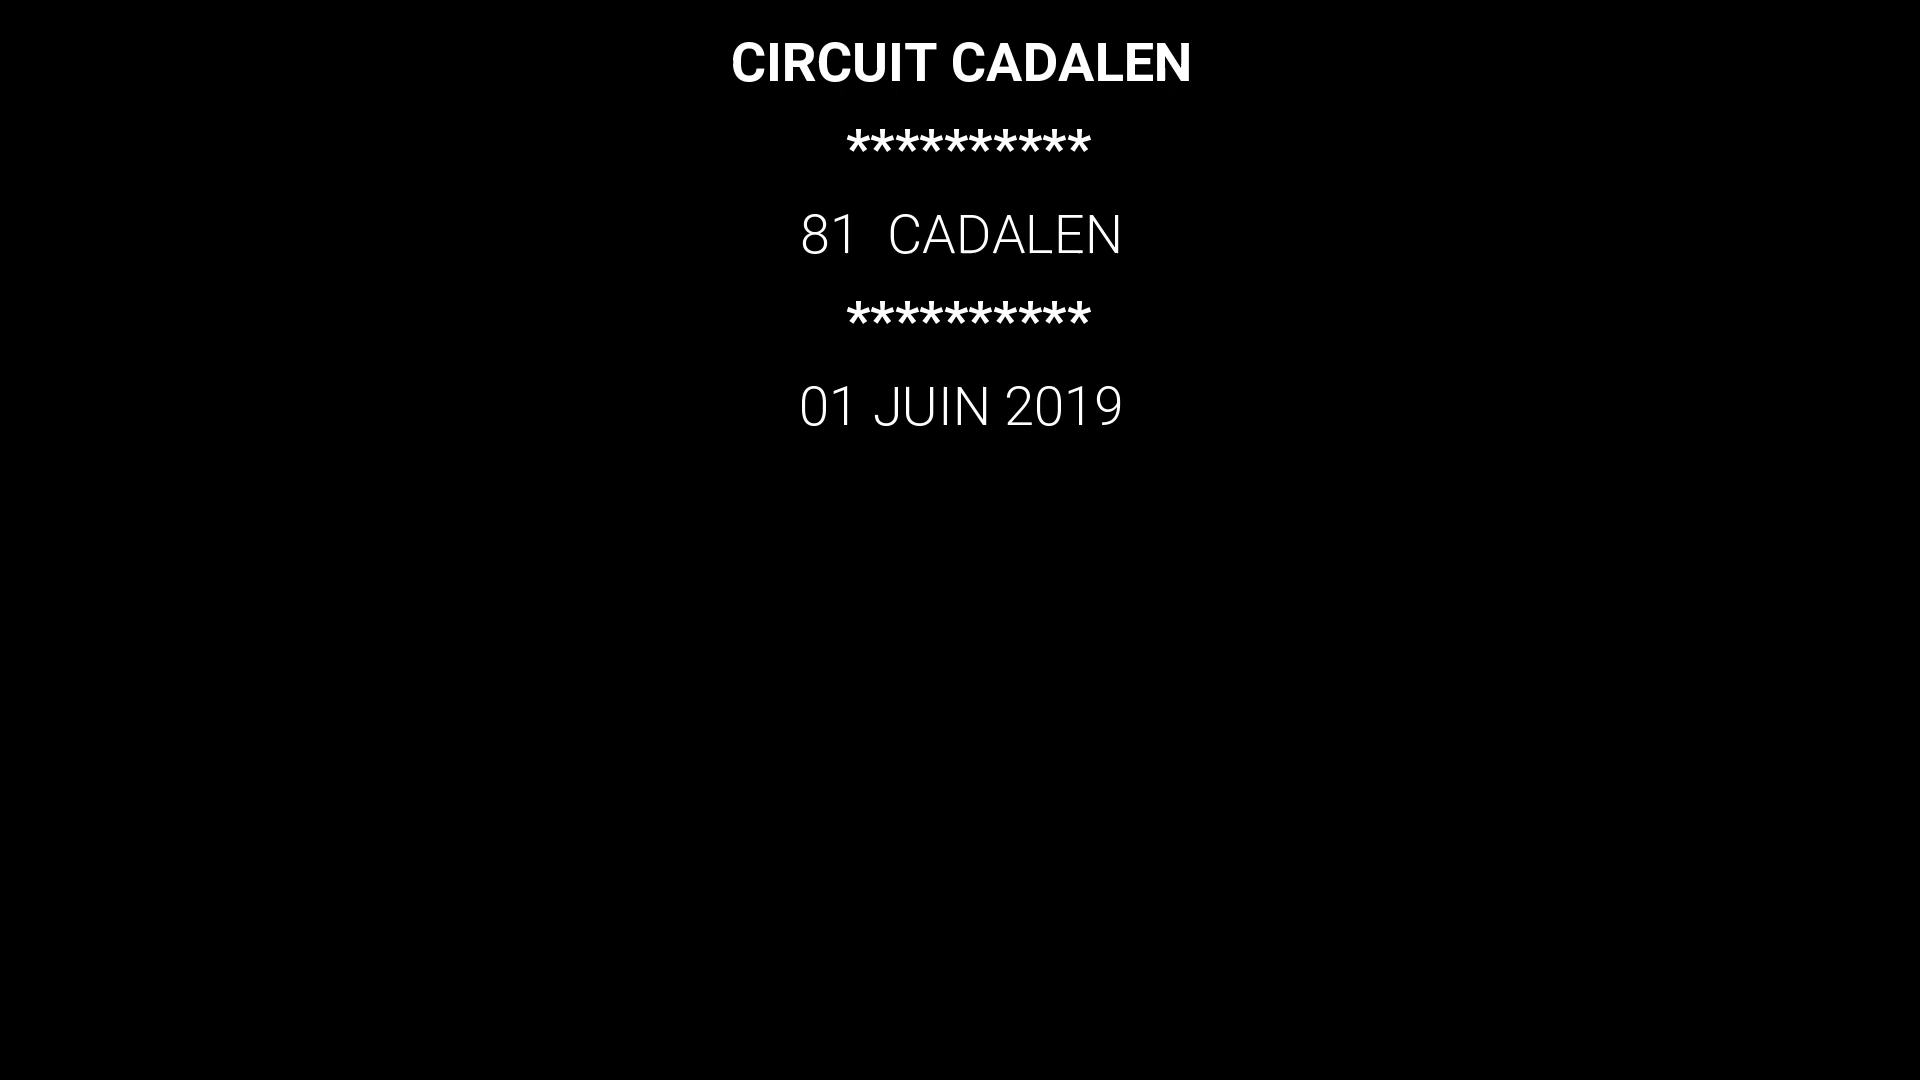 CIRCUIT CADALEN
**********
81  CADALEN
**********
01 JUIN 2019